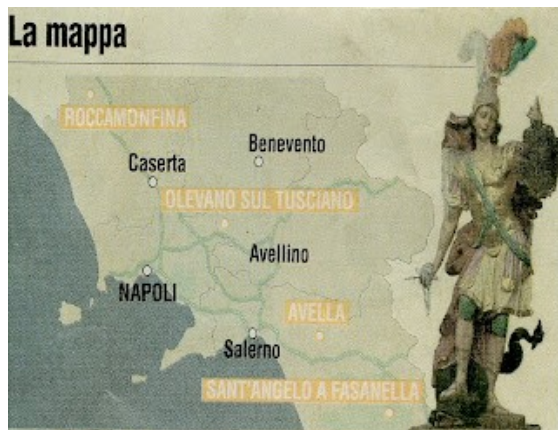 La mappa
ROCCAMONFINA
Benevento
Caserta
OLEVANO SUL TUSCIANO
Avellino
NAPOLI
AVELLA
Salerno
SANT'ANGELO A FASANELLA